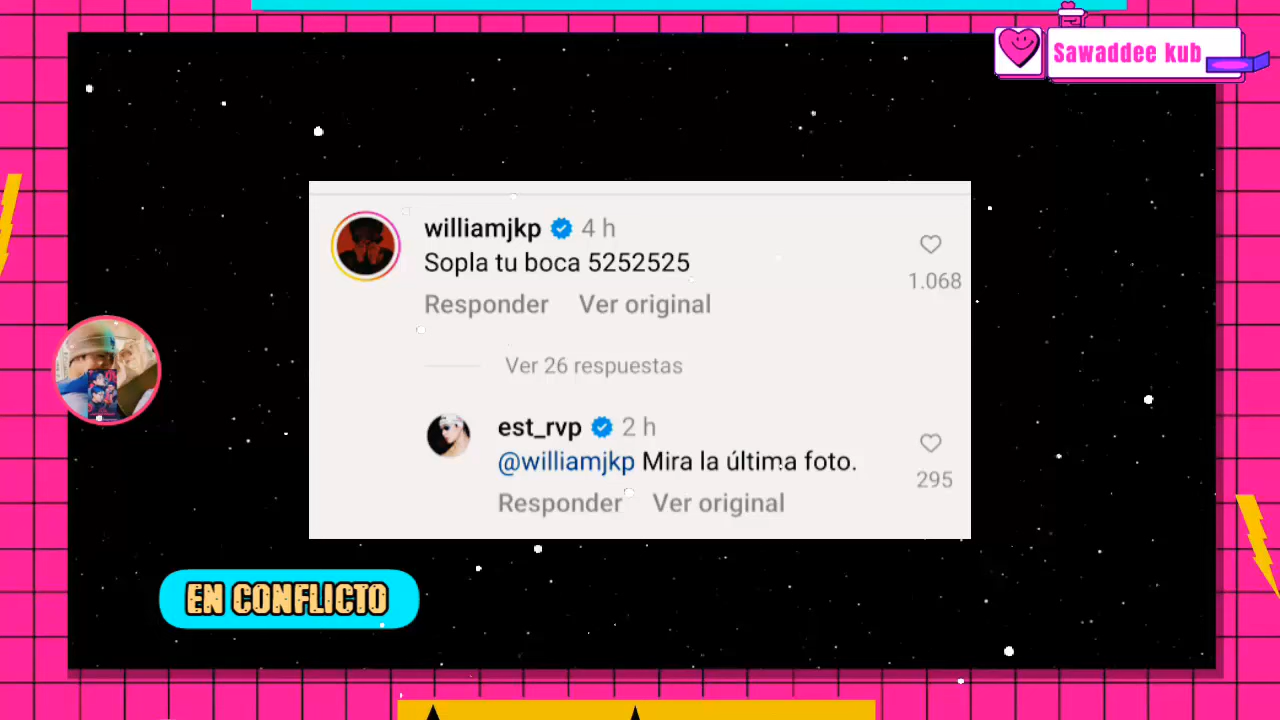 Sawaddee kub
williamjkp 4 h
Sopla tu boca 5252525
1.068
Responder Ver original
Ver 26 respuestas
est_rvp 2 h
@williamjkp Mira la última foto.
295
Responder Ver original
EN CONFLICTO